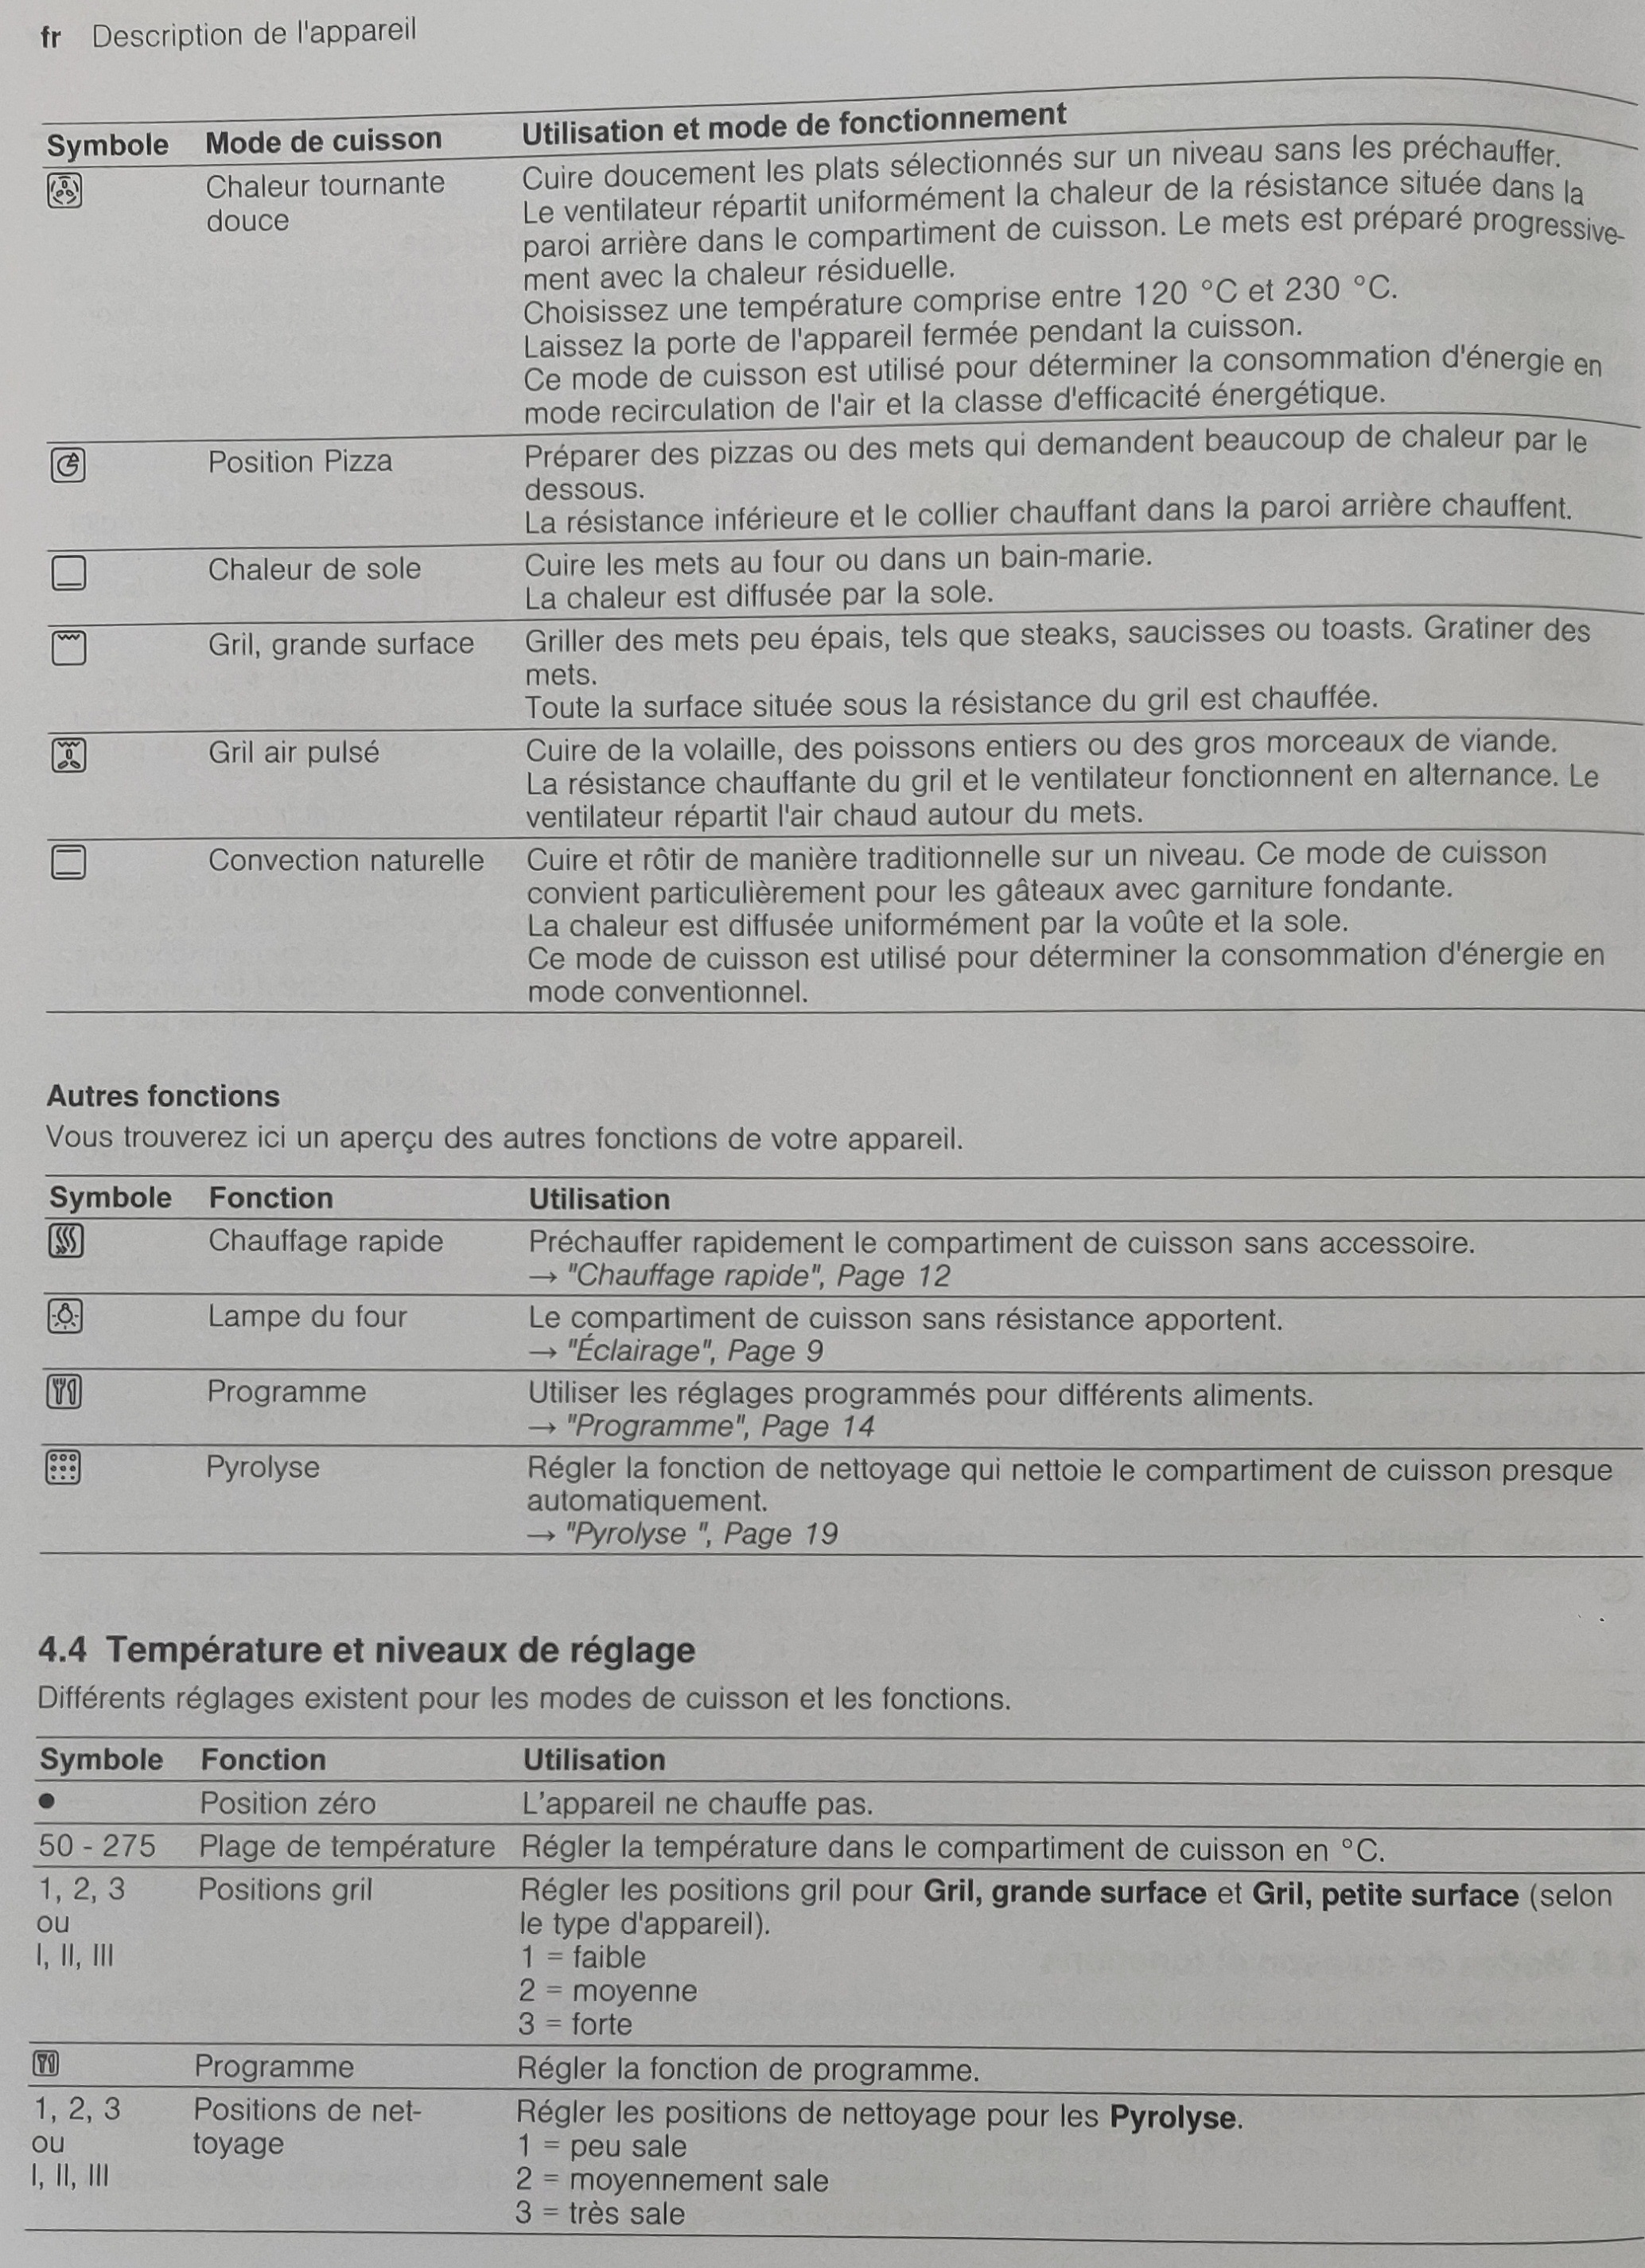 fr Description de l'appareil
Symbole Mode de cuisson Utilisation et mode de fonctionnement
Chaleur tournante douce
Cuire doucement les plats sélectionnés sur un niveau sans les préchauffer.
Le ventilateur répartit uniformément la chaleur de la résistance située dans la
paroi arrière dans le compartiment de cuisson. Le mets est préparé progressive-
ment avec la chaleur résiduelle.
Choisissez une température comprise entre 120 °C et 230 °C.
Laissez la porte de l'appareil fermée pendant la cuisson.
Ce mode de cuisson est utilisé pour déterminer la consommation d'énergie en
mode recirculation de l'air et la classe d'efficacité énergétique.
Position Pizza
Préparer des pizzas ou des mets qui demandent beaucoup de chaleur par le
dessous.
La résistance inférieure et le collier chauffant dans la paroi arrière chauffent.
Chaleur de sole
Cuire les mets au four ou dans un bain-marie.
La chaleur est diffusée par la sole.
Gril, grande surface
Griller des mets peu épais, tels que steaks, saucisses ou toasts. Gratiner des
mets.
Toute la surface située sous la résistance du gril est chauffée.
Gril air pulsé
Cuire de la volaille, des poissons entiers ou des gros morceaux de viande.
La résistance chauffante du gril et le ventilateur fonctionnent en alternance. Le
ventilateur répartit l'air chaud autour du mets.
Convection naturelle
Cuire et rôtir de manière traditionnelle sur un niveau. Ce mode de cuisson
convient particulièrement pour les gâteaux avec garniture fondante.
La chaleur est diffusée uniformément par la voûte et la sole.
Ce mode de cuisson est utilisé pour déterminer la consommation d'énergie en
mode conventionnel.
Autres fonctions
Vous trouverez ici un aperçu des autres fonctions de votre appareil.
Symbole Fonction Utilisation
Chauffage rapide
Préchauffer rapidement le compartiment de cuisson sans accessoire.
→ "Chauffage rapide", Page 12
Lampe du four
Le compartiment de cuisson sans résistance apportent.
→ "Éclairage", Page 9
Programme
Utiliser les réglages programmés pour différents aliments.
→ "Programme", Page 14
Pyrolyse
Régler la fonction de nettoyage qui nettoie le compartiment de cuisson presque
automatiquement.
→ "Pyrolyse ", Page 19
4.4 Température et niveaux de réglage
Différents réglages existent pour les modes de cuisson et les fonctions.
Symbole Fonction Utilisation
● Position zéro L'appareil ne chauffe pas.
50 - 275 Plage de température Régler la température dans le compartiment de cuisson en °C.
1, 2, 3
ou
I, II, III
Positions gril
Régler les positions gril pour Gril, grande surface et Gril, petite surface (selon
le type d'appareil).
1 = faible
2 = moyenne
3 = forte
Programme Régler la fonction de programme.
1, 2, 3
ou
I, II, III
Positions de net-
toyage
Régler les positions de nettoyage pour les Pyrolyse.
1 = peu sale
2 = moyennement sale
3 = très sale